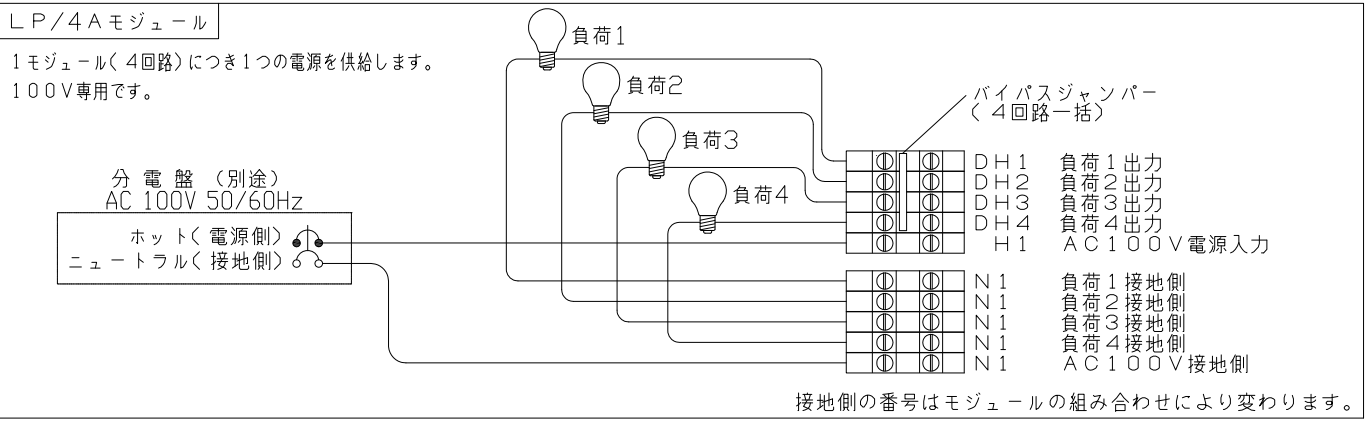 LP/4Aモジュール
1モジュール(4回路)につき1つの電源を供給します。
100V専用です。
負荷1
負荷2
負荷3
負荷4
バイパスジャンパー
(4回路一括)
分電盤 (別途)
AC 100V 50/60Hz
ホット(電源側)
ニュートラル(接地側)
DH1 負荷1出力
DH2 負荷2出力
DH3 負荷3出力
DH4 負荷4出力
H1 AC100V電源入力
N1 負荷1接地側
N1 負荷2接地側
N1 負荷3接地側
N1 負荷4接地側
N1 AC100V接地側
接地側の番号はモジュールの組み合わせにより変わります。